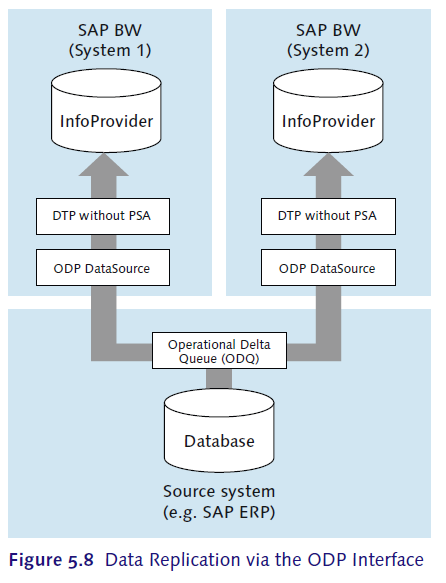 SAP BW
(System 1)
InfoProvider
DTP without PSA
ODP DataSource
SAP BW
(System 2)
InfoProvider
DTP without PSA
ODP DataSource
Operational Delta
Queue (ODQ)
Database
Source system
(e.g. SAP ERP)
Figure 5.8 Data Replication via the ODP Interface